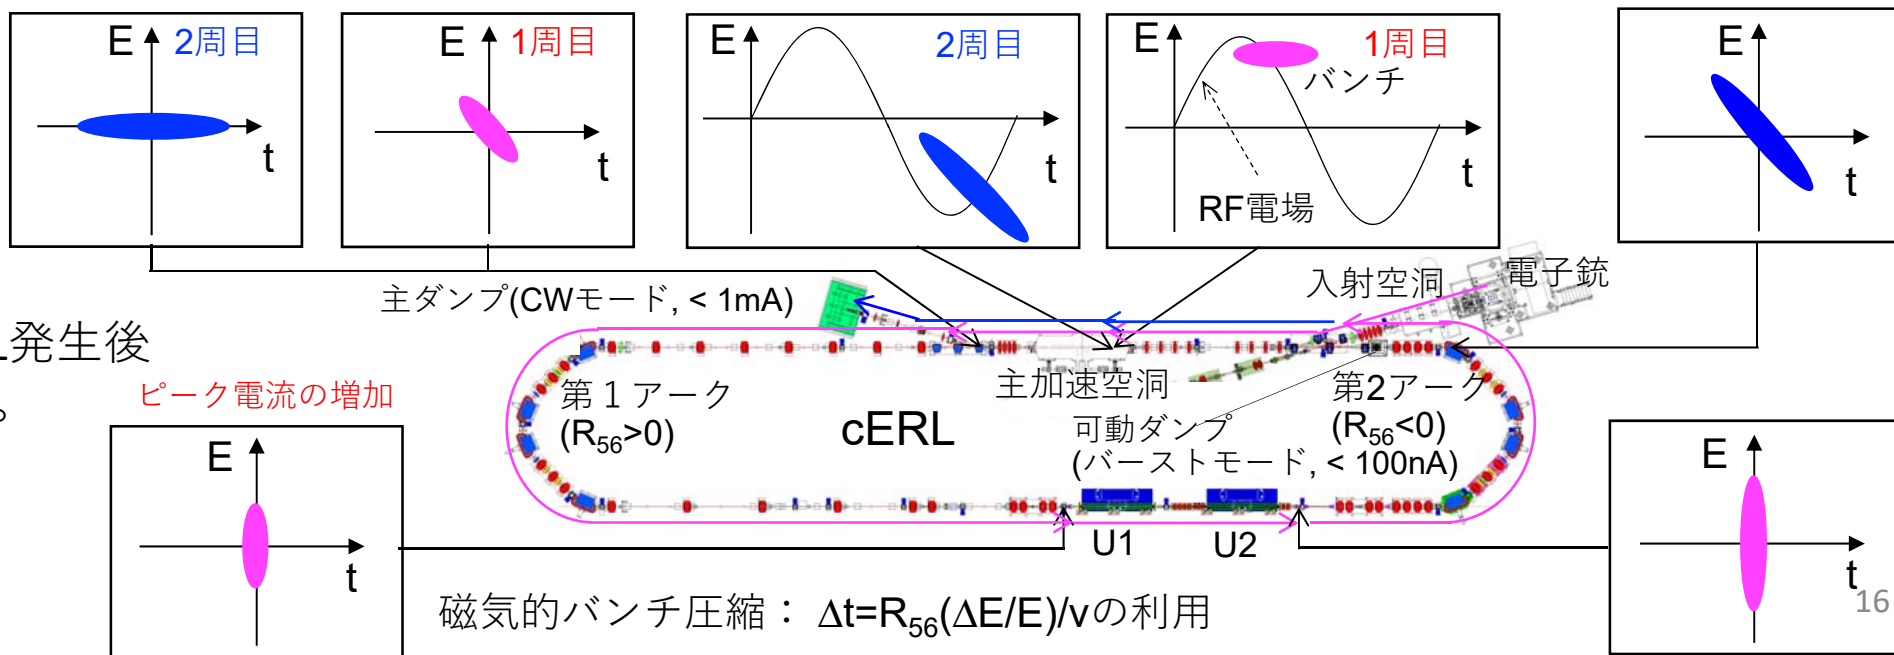 E 2周目
t
E 1周目
t
E 2周目
t
E 1周目
バンチ
RF電場
t
E
t
主ダンプ(CWモード, < 1mA)
入射空洞
電子銃
発生後
。
ピーク電流の増加
第１アーク
(R56>0)
cERL
主加速空洞
可動ダンプ
(バーストモード, < 100nA)
第2アーク
(R56<0)
U1
U2
E
t
E
t
磁気的バンチ圧縮： Δt=R56(ΔE/E)/vの利用
16